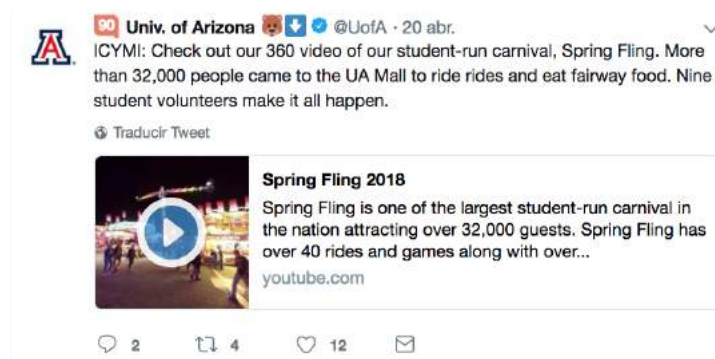 90 Univ. of Arizona 🐻⬇️ @UofA · 20 abr.
ICYMI: Check out our 360 video of our student-run carnival, Spring Fling. More
than 32,000 people came to the UA Mall to ride rides and eat fairway food. Nine
student volunteers make it all happen.
Traducir Tweet
Spring Fling 2018
Spring Fling is one of the largest student-run carnival in
the nation attracting over 32,000 guests. Spring Fling has
over 40 rides and games along with over...
youtube.com
2 4 12